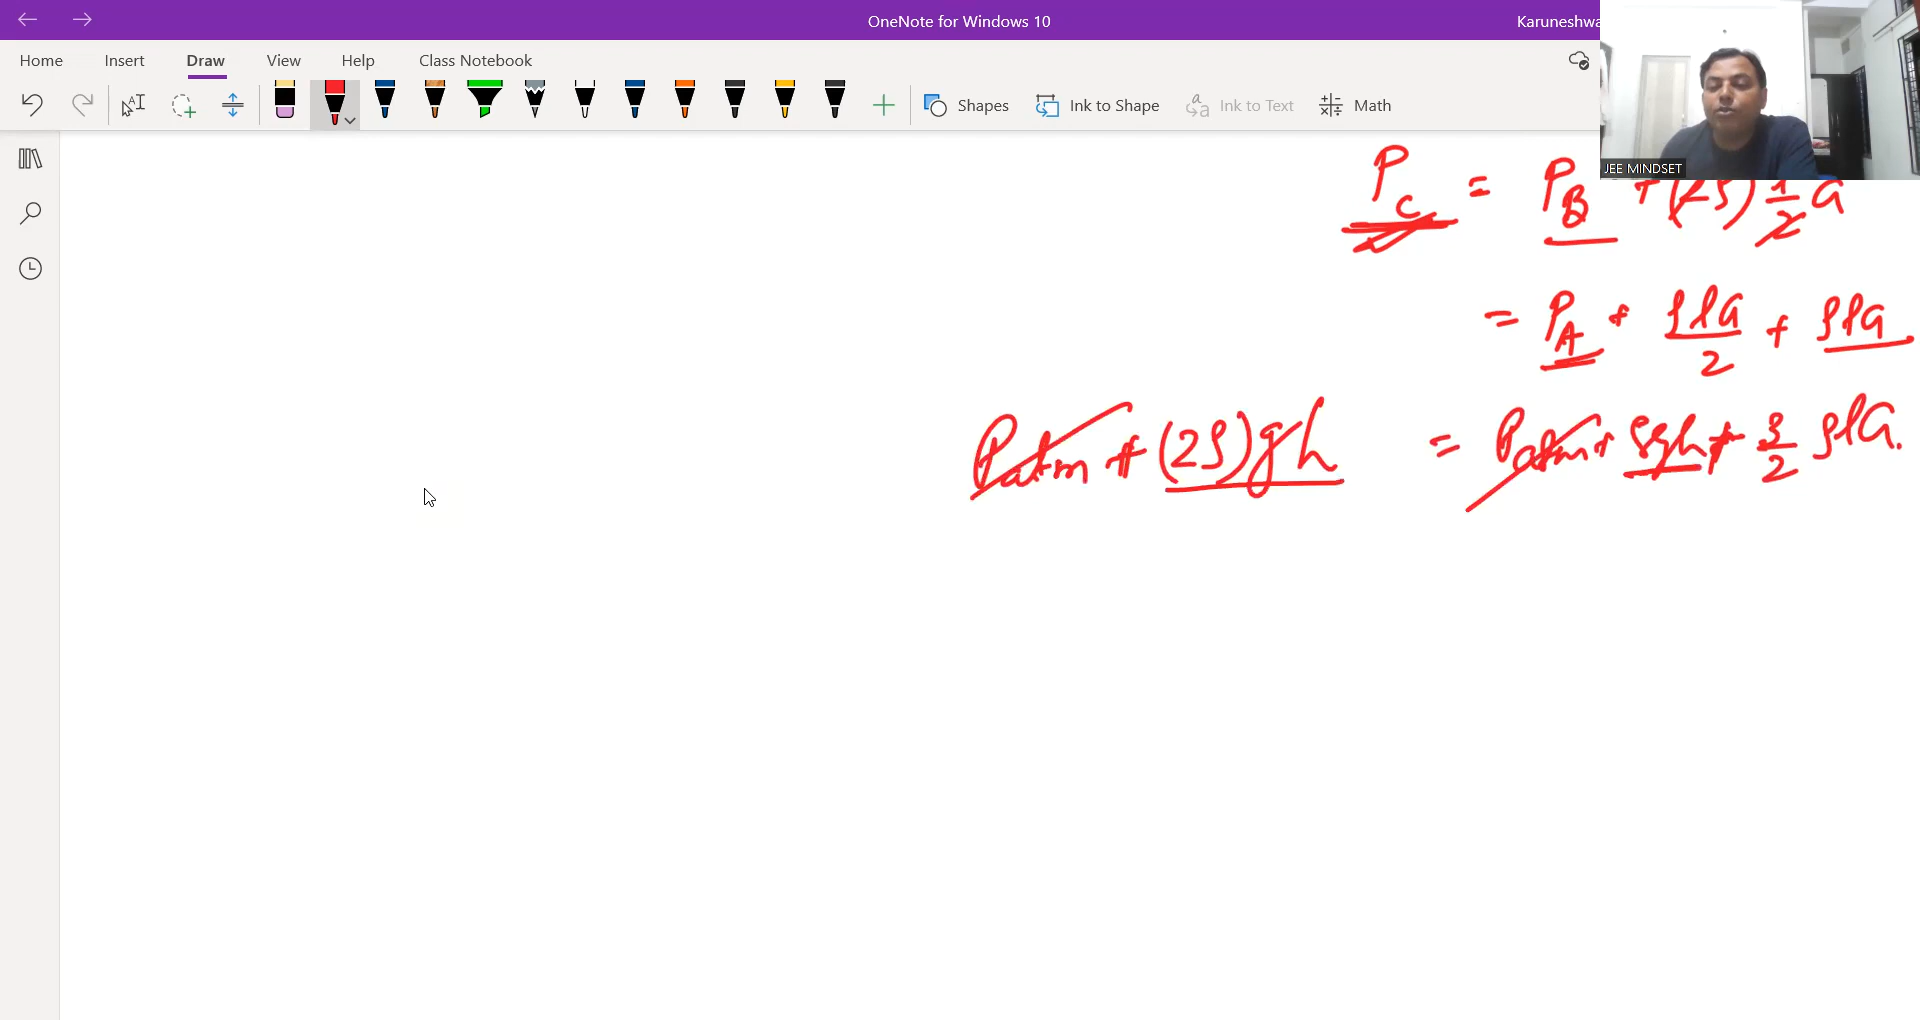 OneNote for Windows 10
Karuneshwa
Home Insert Draw View Help Class Notebook
Shapes Ink to Shape Ink to Text Math
JEE MINDSET
P_C = P_B + (2ρ) l/2 a
= P_A + ρla/2 + ρla
Patm + (2ρ)gh = Patm + ρgh + 3/2 ρla.